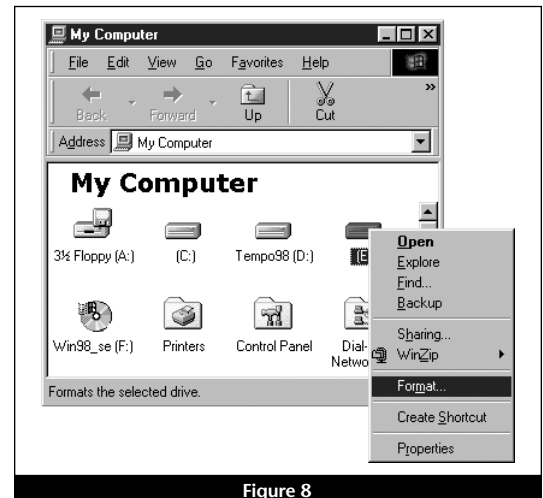 My Computer
File Edit View Go Favorites Help
Back Forward Up Cut »
Address My Computer
My Computer
3½ Floppy (A:) (C:) Tempo98 (D:) (E
Win98_se (F:) Printers Control Panel Dial-
Netwo
Formats the selected drive.
Open
Explore
Find...
Backup
Sharing...
WinZip
Format...
Create Shortcut
Properties
Figure 8